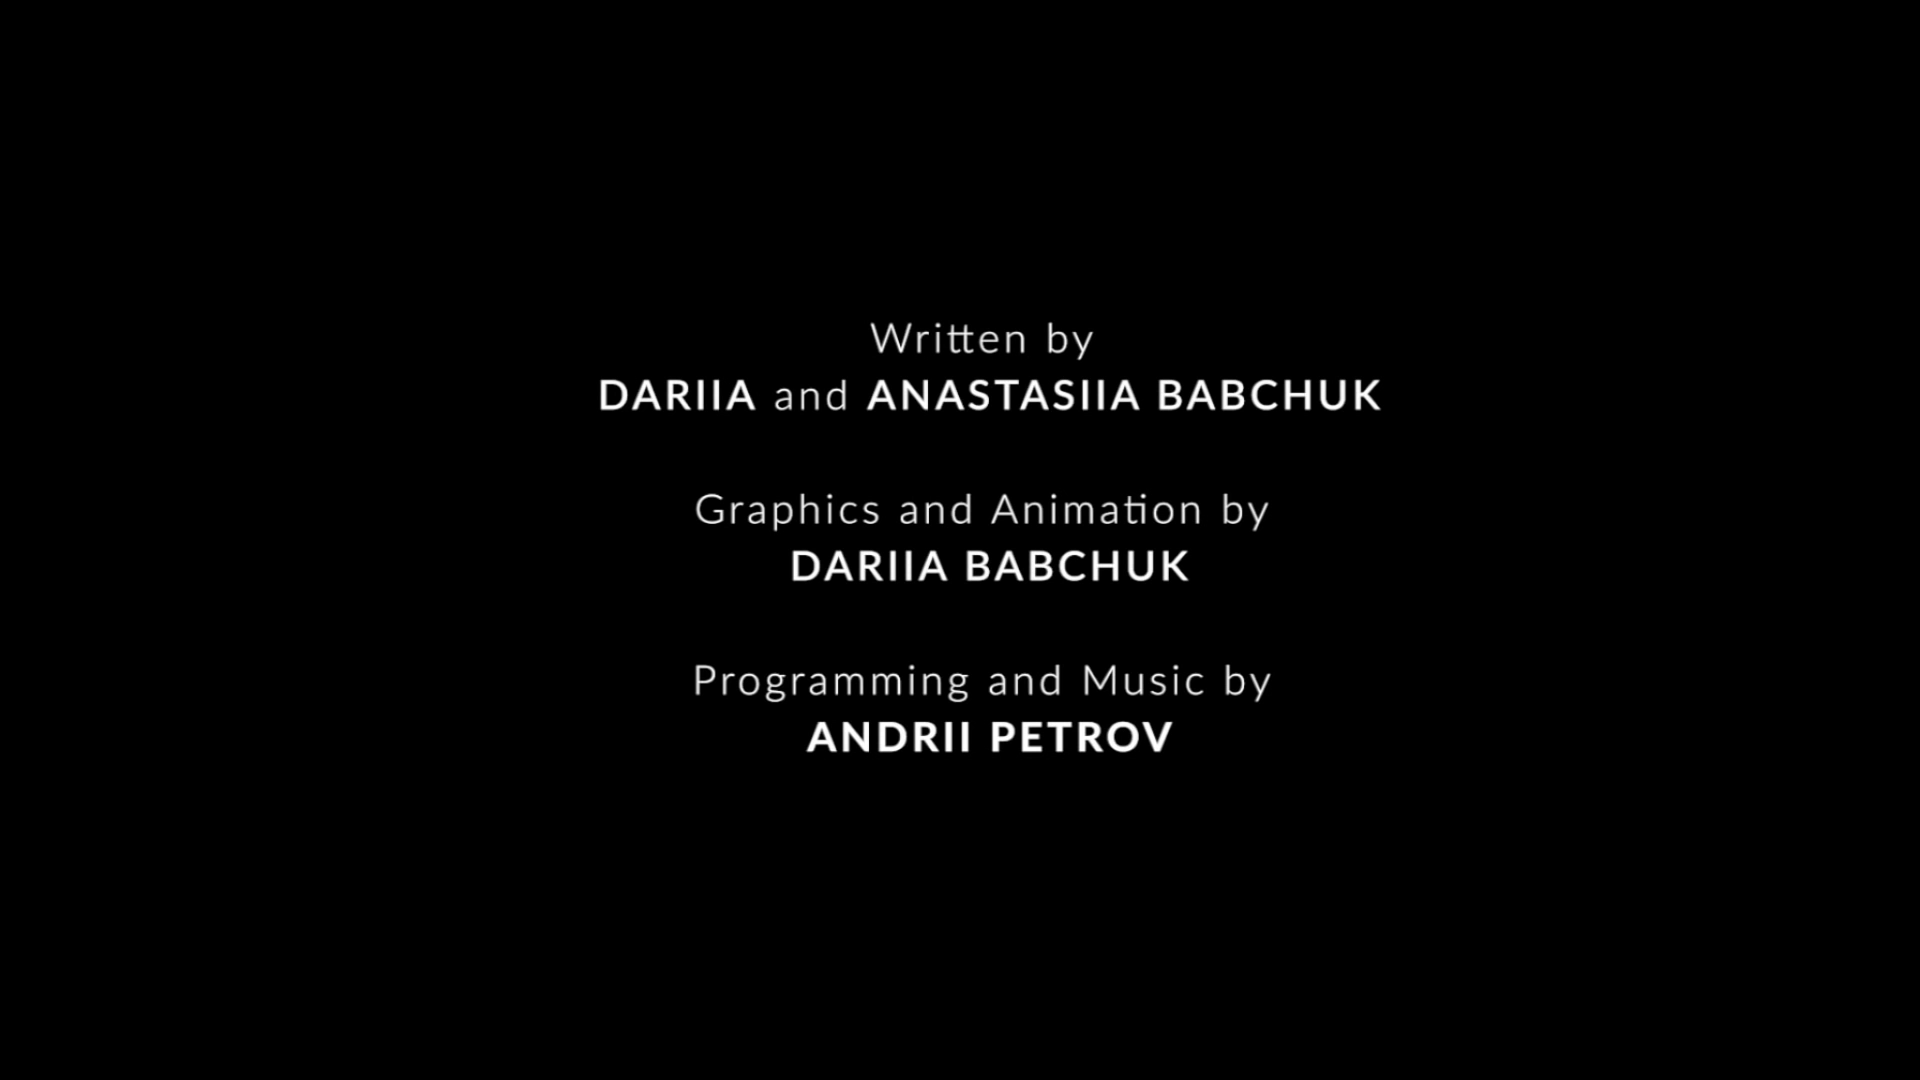 Written by
DARIIA and ANASTASIIA BABCHUK
Graphics and Animation by
DARIIA BABCHUK
Programming and Music by
ANDRII PETROV